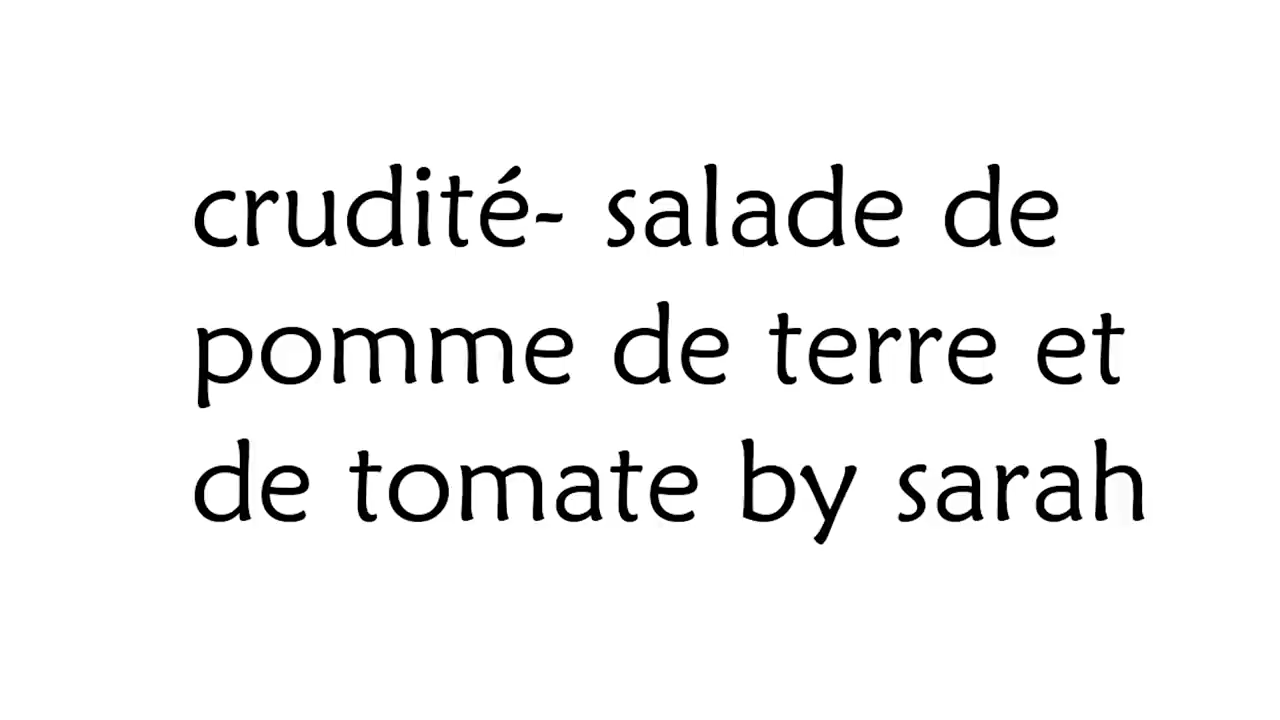 crudité- salade de
pomme de terre et
de tomate by sarah